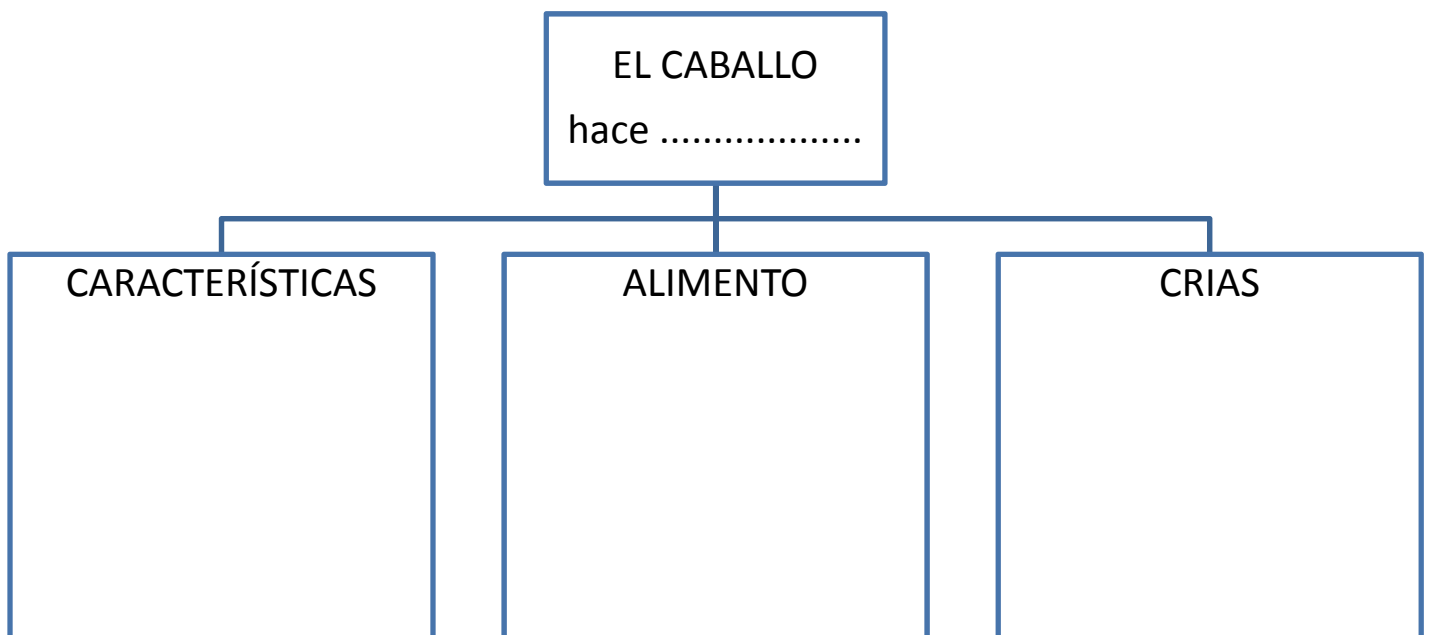 EL CABALLO
hace ...................
CARACTERÍSTICAS
ALIMENTO
CRIAS